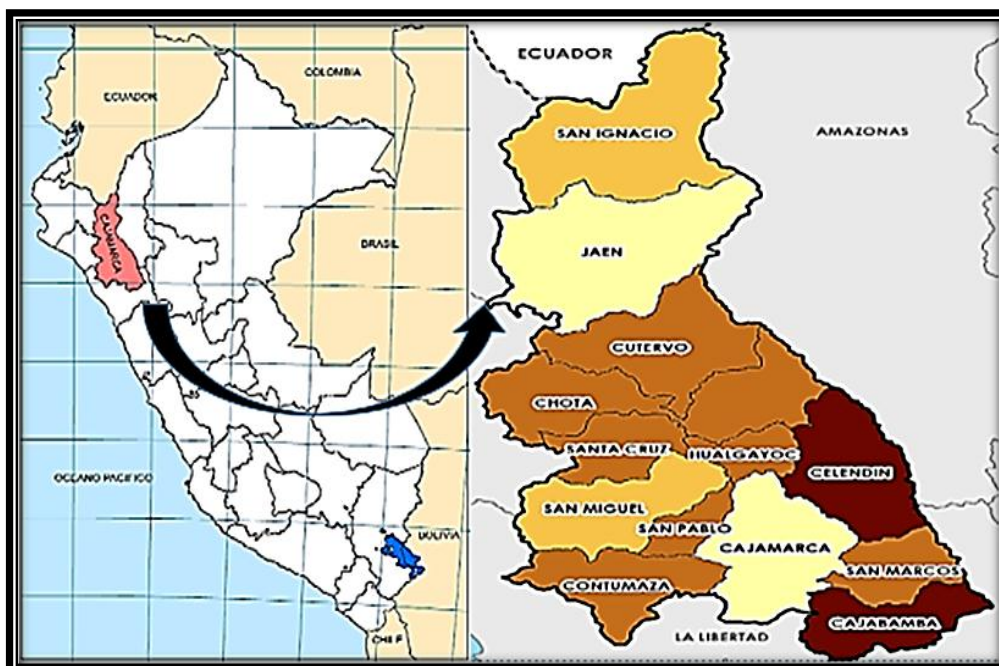 ECUADOR
COLOMBIA
CAJAMARCA
BRASIL
OCEANO PACIFICO
BOLIVIA
CHILE
ECUADOR
SAN IGNACIO
AMAZONAS
JAEN
CUTERVO
CHOTA
SANTA CRUZ
HUALGAYOC
CELENDIN
SAN MIGUEL
SAN PABLO
CAJAMARCA
SAN MARCOS
CONTUMAZA
CAJABAMBA
LA LIBERTAD